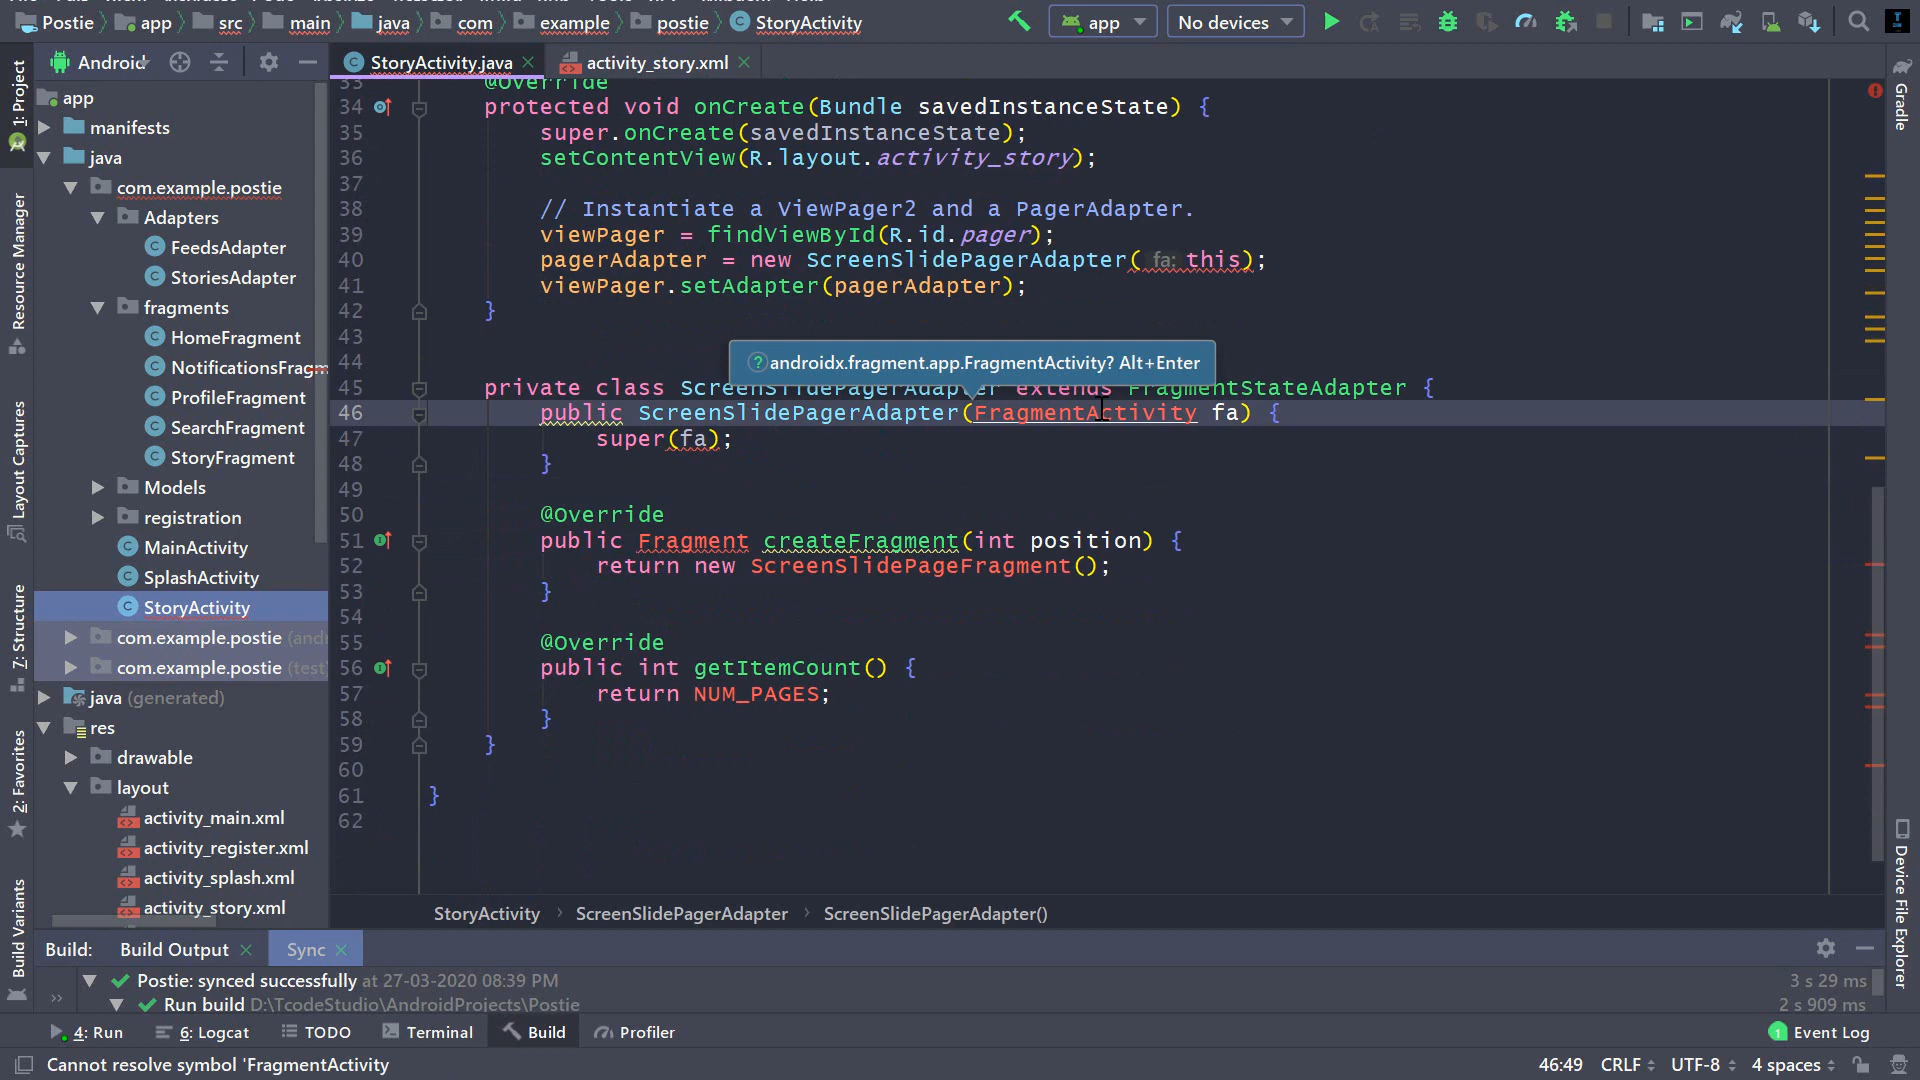 Postie app src main java com example postie StoryActivity app No devices
1: Project
Resource Manager
Layout Captures
7: Structure
2: Favorites
Build Variants
Android
app
manifests
java
com.example.postie
Adapters
FeedsAdapter
StoriesAdapter
fragments
HomeFragment
NotificationsFragm
ProfileFragment
SearchFragment
StoryFragment
Models
registration
MainActivity
SplashActivity
StoryActivity
com.example.postie (and
com.example.postie (test
java (generated)
res
drawable
layout
activity_main.xml
activity_register.xml
activity_splash.xml
activity_story.xml
StoryActivity.java activity_story.xml
33 @Override
34 protected void onCreate(Bundle savedInstanceState) {
35 super.onCreate(savedInstanceState);
36 setContentView(R.layout.activity_story);
37
38 // Instantiate a ViewPager2 and a PagerAdapter.
39 viewPager = findViewById(R.id.pager);
40 pagerAdapter = new ScreenSlidePagerAdapter( fa: this);
41 viewPager.setAdapter(pagerAdapter);
42 }
43
44
? androidx.fragment.app.FragmentActivity? Alt+Enter
45 private class ScreenSlidePagerAdapter extends FragmentStateAdapter {
46 public ScreenSlidePagerAdapter(FragmentActivity fa) {
47 super(fa);
48 }
49
50 @Override
51 public Fragment createFragment(int position) {
52 return new ScreenSlidePageFragment();
53 }
54
55 @Override
56 public int getItemCount() {
57 return NUM_PAGES;
58 }
59 }
60
61 }
62
StoryActivity ScreenSlidePagerAdapter ScreenSlidePagerAdapter()
Gradle
Device File Explorer
Build: Build Output Sync
Postie: synced successfully at 27-03-2020 08:39 PM 3 s 29 ms
Run build D:\TcodeStudio\AndroidProjects\Postie 2 s 909 ms
4: Run 6: Logcat TODO Terminal Build Profiler 1 Event Log
Cannot resolve symbol 'FragmentActivity 46:49 CRLF UTF-8 4 spaces